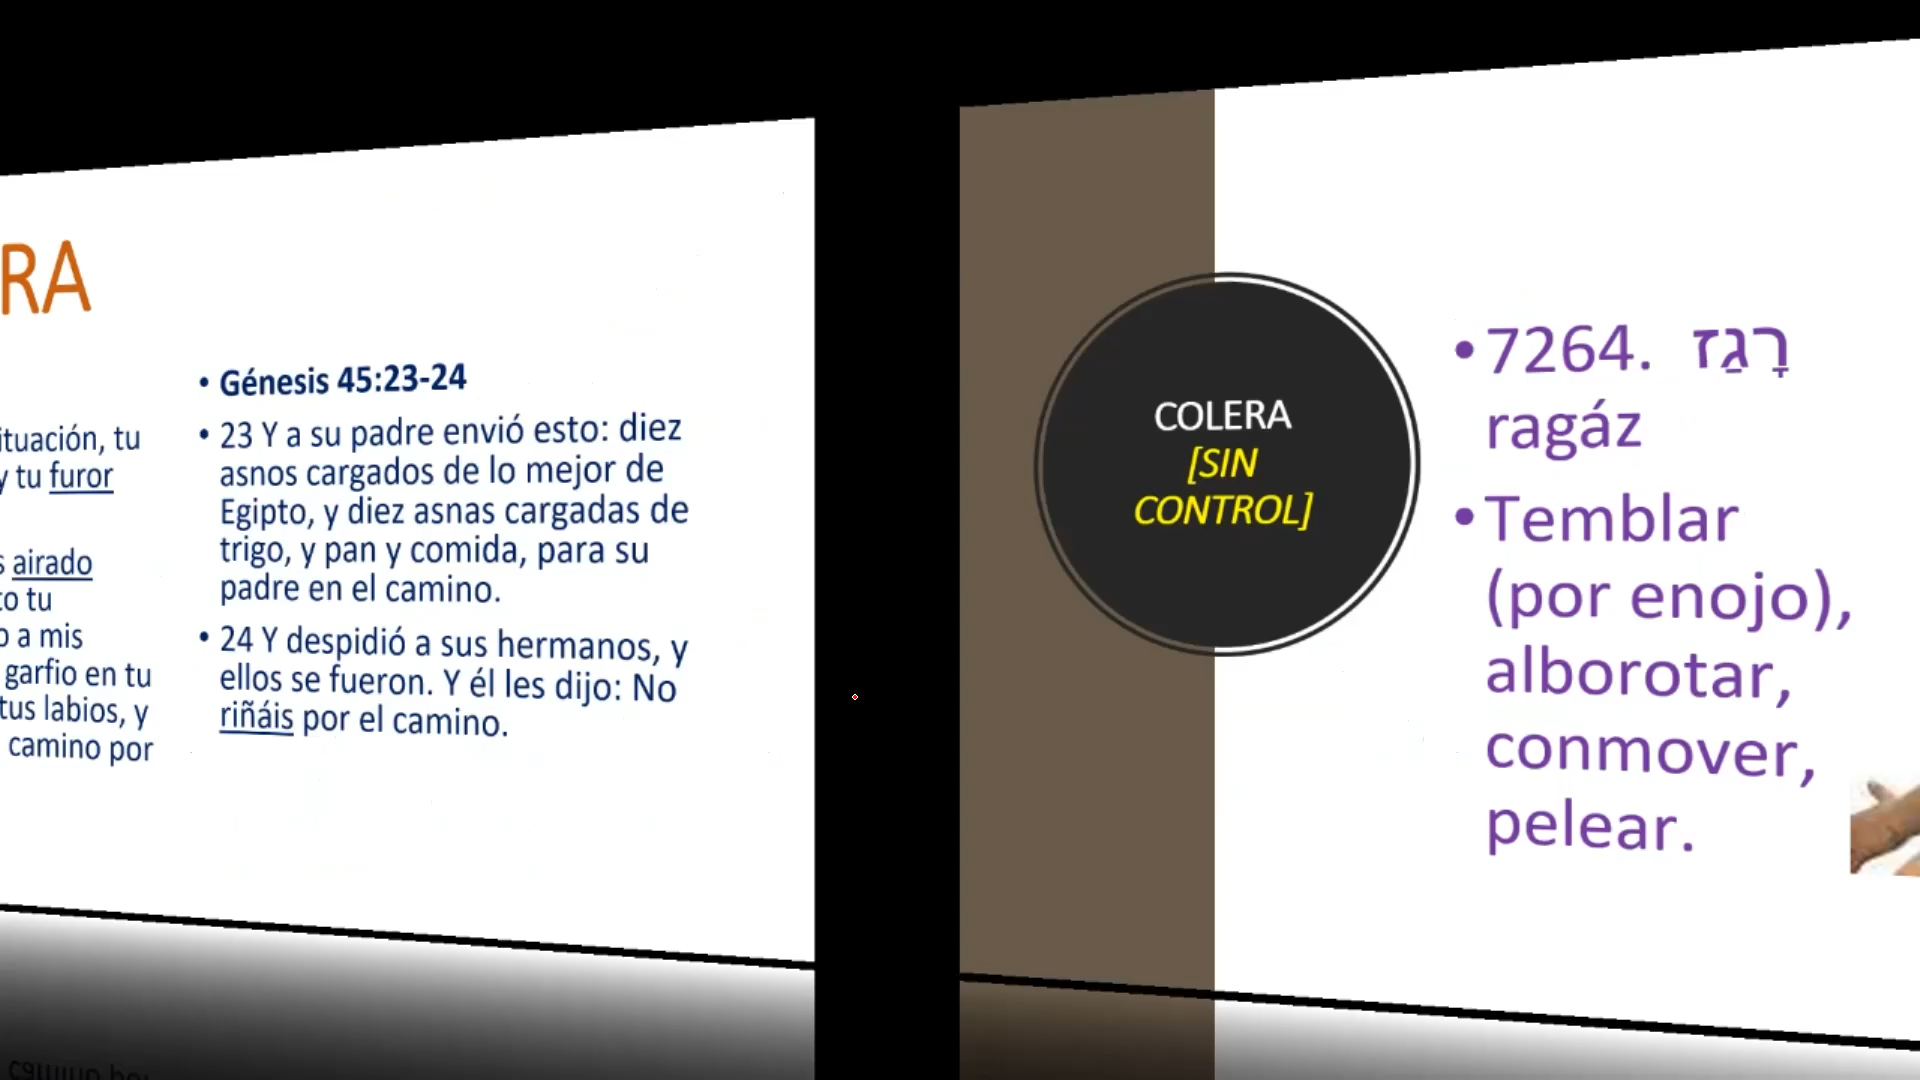 RA
tu
y tu furor
airado
tu
a mis
garfio en tu
tus labios, y
camino por
• Génesis 45:23-24
• 23 Y a su padre envió esto: diez
asnos cargados de lo mejor de
Egipto, y diez asnas cargadas de
trigo, y pan y comida, para su
padre en el camino.
• 24 Y despidió a sus hermanos, y
ellos se fueron. Y él les dijo: No
riñáis por el camino.
COLERA
[SIN
CONTROL]
• 7264. רָגַז
ragáz
• Temblar
(por enojo),
alborotar,
conmover,
pelear.